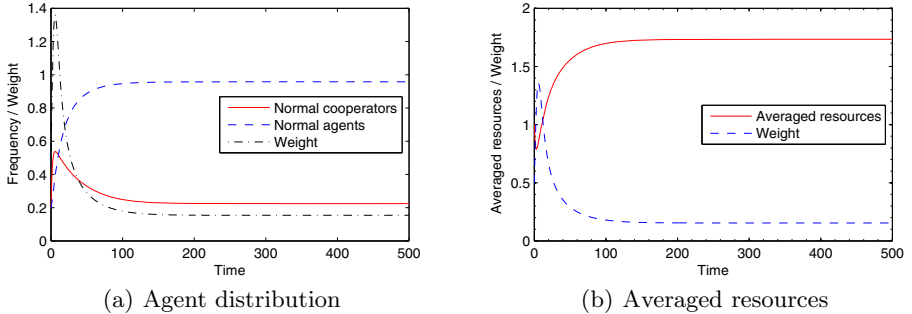 1.4
1.2
1
0.8
0.6
0.4
0.2
0
Frequency / Weight
Normal cooperators
Normal agents
Weight
0 100 200 300 400 500
Time
(a) Agent distribution
2
1.5
1
0.5
0
Averaged resources / Weight
Averaged resources
Weight
0 100 200 300 400 500
Time
(b) Averaged resources